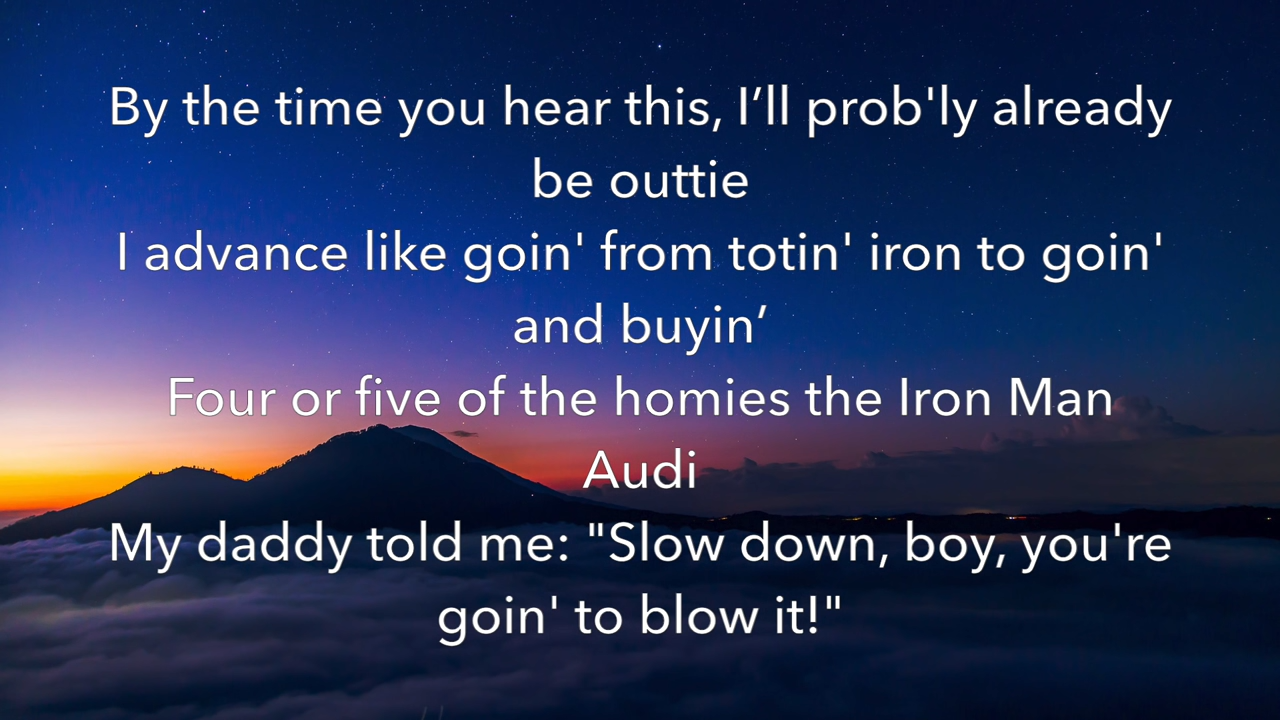 By the time you hear this, I’ll prob'ly already
be outtie
I advance like goin' from totin' iron to goin'
and buyin’
Four or five of the homies the Iron Man
Audi
My daddy told me: "Slow down, boy, you're
goin' to blow it!"